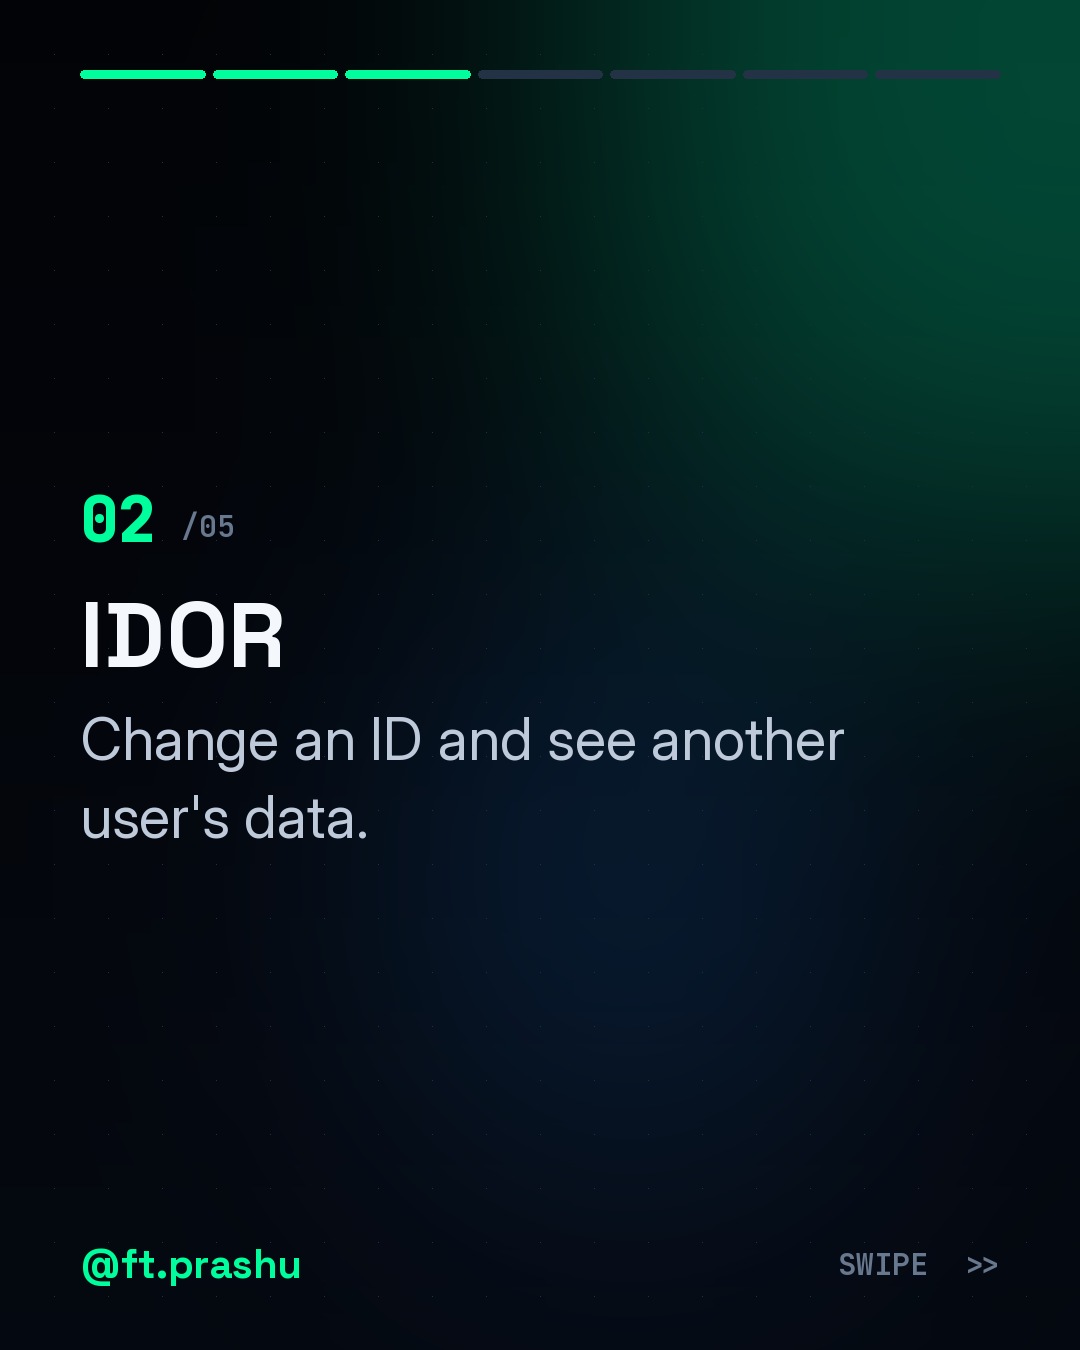 02 /05
IDOR
Change an ID and see another
user's data.
@ft.prashu
SWIPE >>